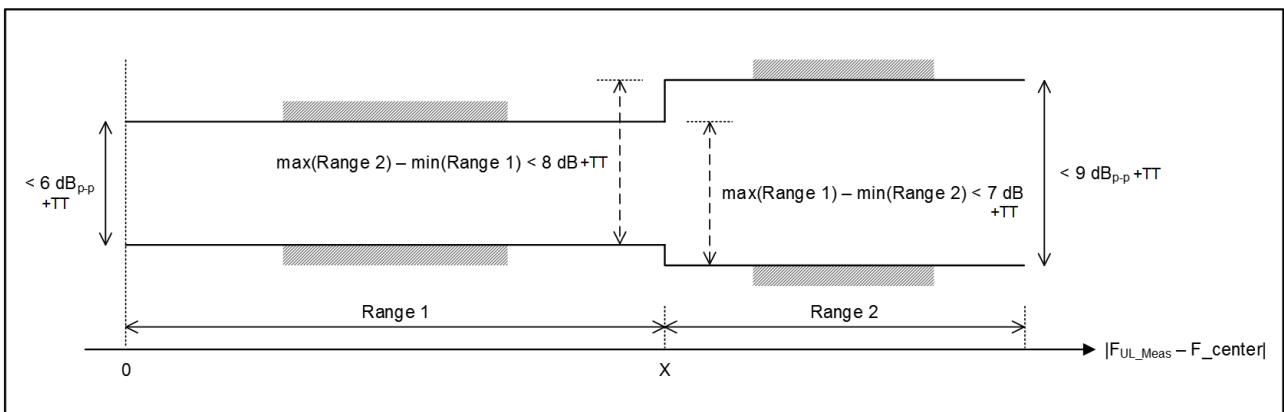 max(Range 2) – min(Range 1) < 8 dB +TT
< 6 dBp-p
+TT
max(Range 1) – min(Range 2) < 7 dB
+TT
< 9 dBp-p +TT
Range 1
Range 2
|FUL_Meas – F_center|
0
X